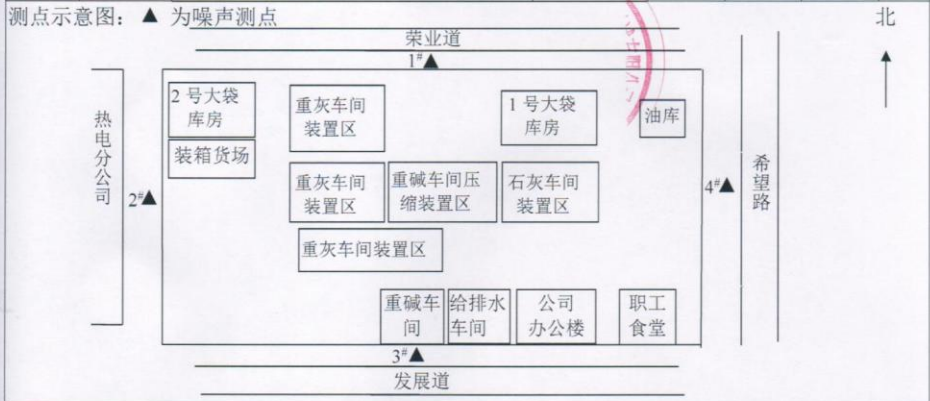 测点示意图：▲ 为噪声测点
北
荣业道
1#▲
2 号大袋
库房
重灰车间
装置区
1 号大袋
库房
油库
装箱货场
热电分公司
2#▲
重灰车间
装置区
重碱车间压
缩装置区
石灰车间
装置区
4#▲
希望路
重灰车间装置区
重碱车
间
给排水
车间
公司
办公楼
职工
食堂
3#▲
发展道